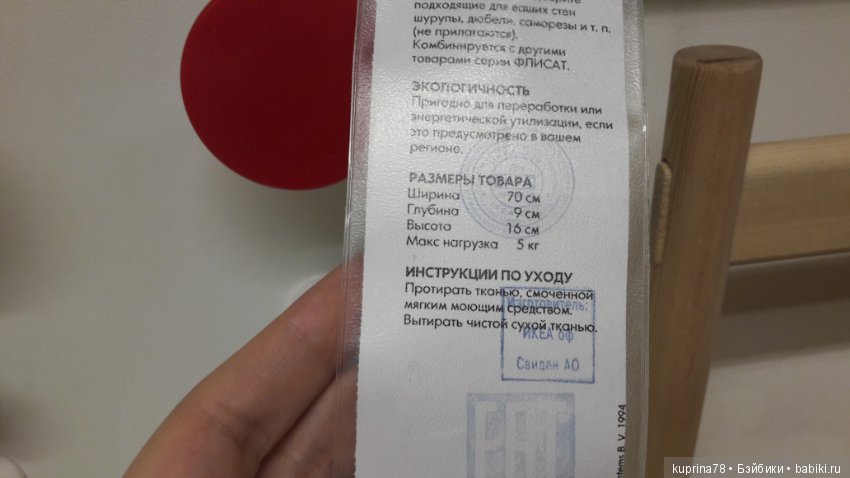 подходящие для ваших стен
шурупы, дюбели, саморезы и т. п.
(не прилагаются).
Комбинируется с другими
товарами серии ФЛИСАТ.
ЭКОЛОГИЧНОСТЬ
Пригодно для переработки или
энергетической утилизации, если
это предусмотрено в вашем
регионе.
РАЗМЕРЫ ТОВАРА
Ширина 70 см
Глубина 9 см
Высота 16 см
Макс нагрузка 5 кг
ИНСТРУКЦИИ ПО УХОДУ
Протирать тканью, смоченной
мягким моющим средством.
Вытирать чистой сухой тканью.
Изготовитель:
ИКЕА оф
Свиден АО
B. V. 1994
kuprina78 • Бэйбики • babiki.ru